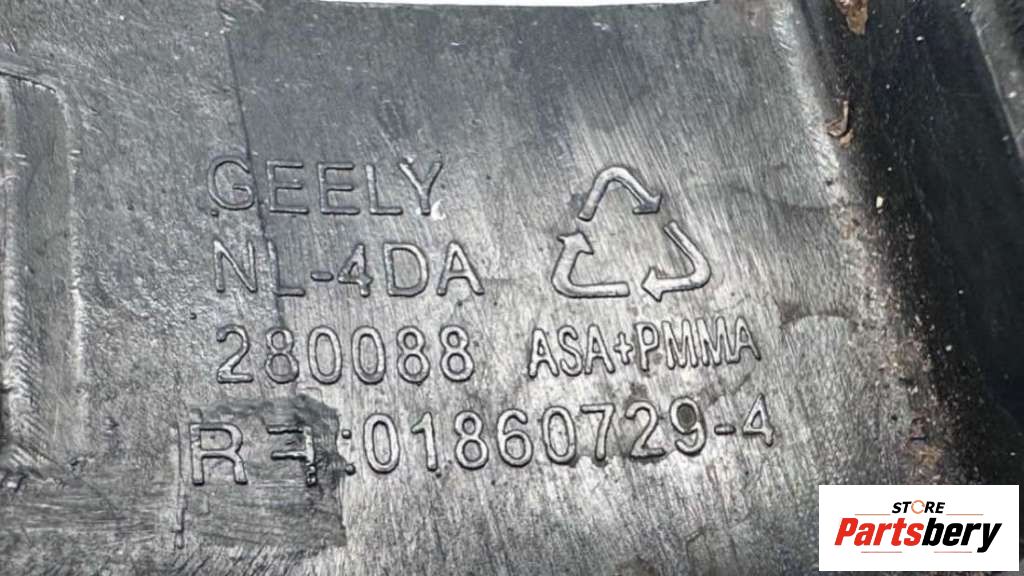 GEELY
NL-4DA
280088 ASA+PMMA
:01860729-4
STORE
Partsbery